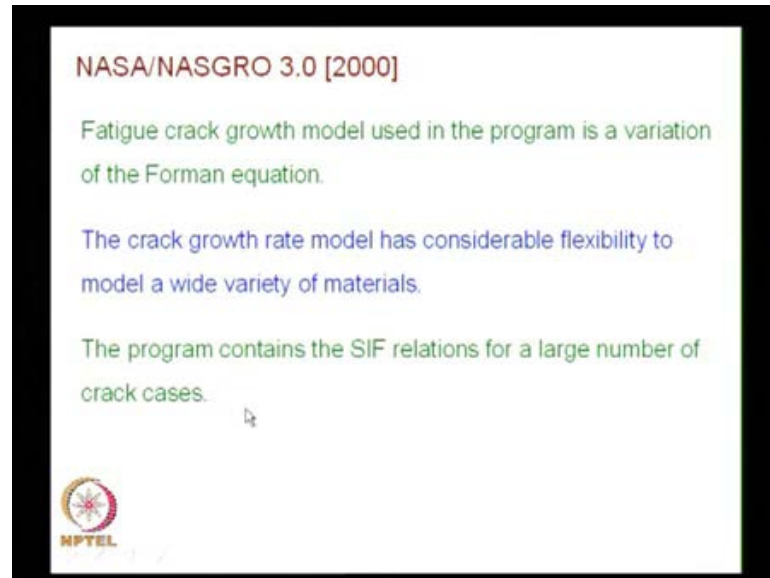 NASA/NASGRO 3.0 [2000]
Fatigue crack growth model used in the program is a variation
of the Forman equation.
The crack growth rate model has considerable flexibility to
model a wide variety of materials.
The program contains the SIF relations for a large number of
crack cases.
NPTEL